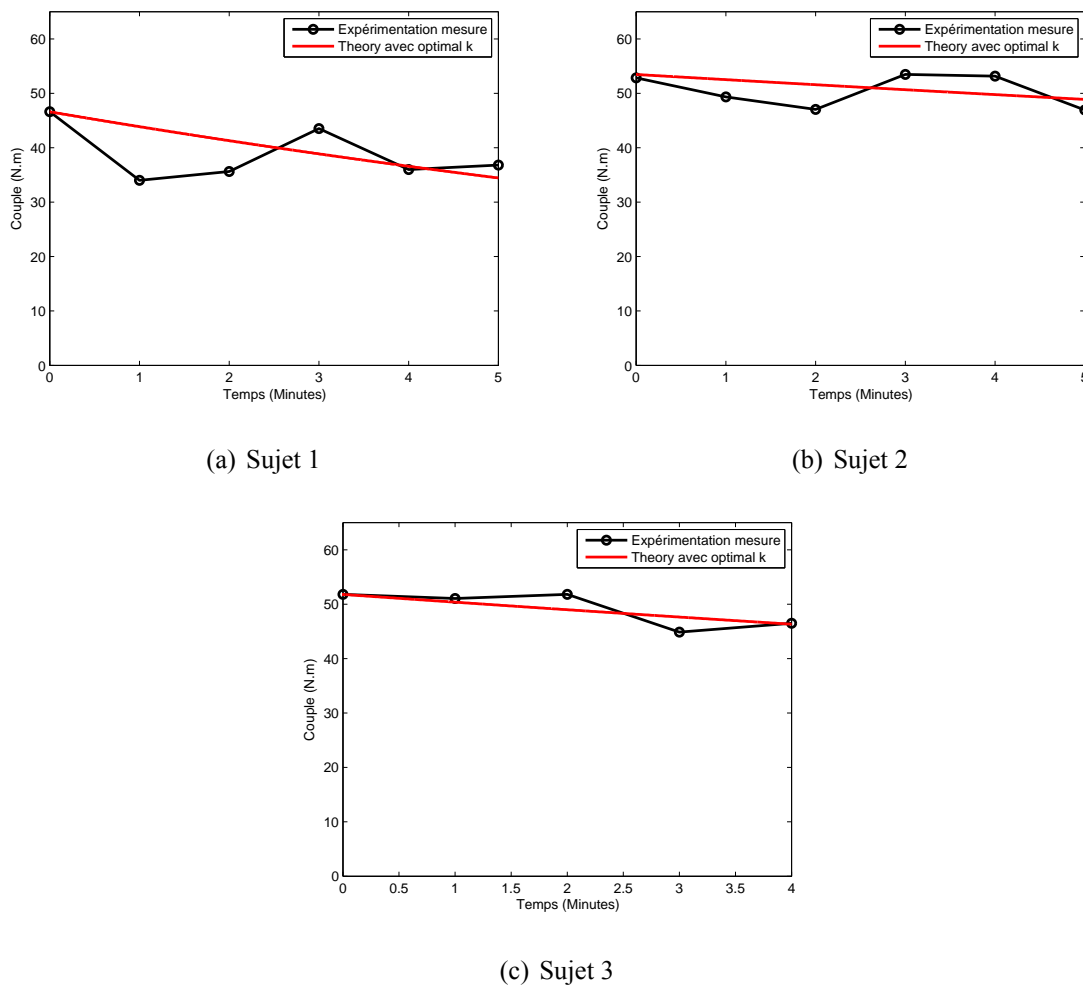 60
50
40
30
20
10
0
Couple (N.m)
Expérimentation mesure
Theory avec optimal k
0 1 2 3 4 5
Temps (Minutes)
(a) Sujet 1
60
50
40
30
20
10
0
Couple (N.m)
Expérimentation mesure
Theory avec optimal k
0 1 2 3 4 5
Temps (Minutes)
(b) Sujet 2
60
50
40
30
20
10
0
Couple (N.m)
Expérimentation mesure
Theory avec optimal k
0 0.5 1 1.5 2 2.5 3 3.5 4
Temps (Minutes)
(c) Sujet 3